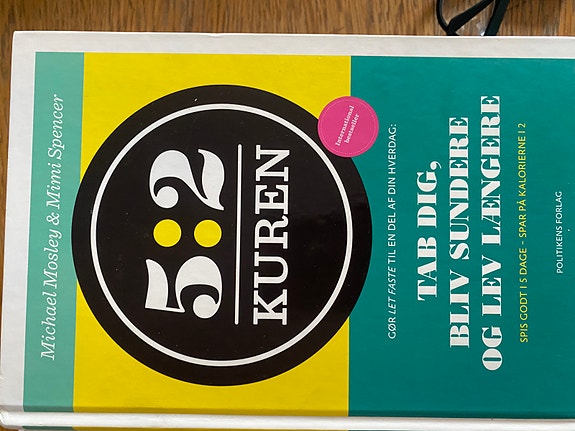 Michael Mosley & Mimi Spencer
5:2
KUREN
International
bestseller
GØR LET FASTE TIL EN DEL AF DIN HVERDAG:
TAB DIG,
BLIV SUNDERE
OG LEV LÆNGERE
SPIS GODT I 5 DAGE - SPAR PÅ KALORIERNE I 2
POLITIKENS FORLAG